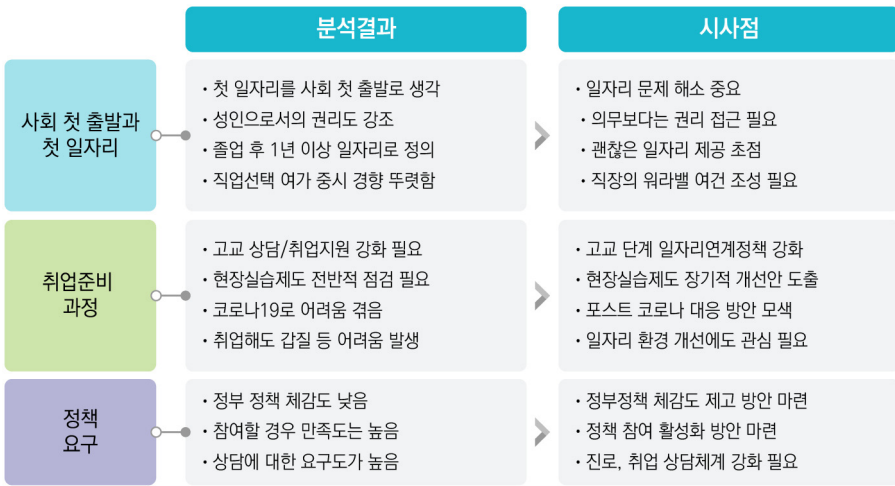 분석결과
시사점
사회 첫 출발과
첫 일자리
· 첫 일자리를 사회 첫 출발로 생각
· 성인으로서의 권리도 강조
· 졸업 후 1년 이상 일자리로 정의
· 직업선택 여가 중시 경향 뚜렷함
· 일자리 문제 해소 중요
· 의무보다는 권리 접근 필요
· 괜찮은 일자리 제공 초점
· 직장의 워라밸 여건 조성 필요
취업준비
과정
· 고교 상담/취업지원 강화 필요
· 현장실습제도 전반적 점검 필요
· 코로나19로 어려움 겪음
· 취업해도 갑질 등 어려움 발생
· 고교 단계 일자리연계정책 강화
· 현장실습제도 장기적 개선안 도출
· 포스트 코로나 대응 방안 모색
· 일자리 환경 개선에도 관심 필요
정책
요구
· 정부 정책 체감도 낮음
· 참여할 경우 만족도는 높음
· 상담에 대한 요구도가 높음
· 정부정책 체감도 제고 방안 마련
· 정책 참여 활성화 방안 마련
· 진로, 취업 상담체계 강화 필요